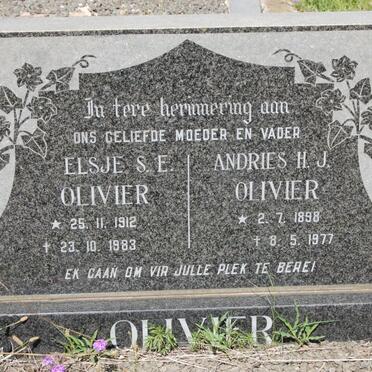 In tere herinnering aan
ONS GELIEFDE MOEDER EN VADER
ELSJE S. E. OLIVIER
★ 25. 11. 1912
† 23. 10. 1983
ANDRIES H. J. OLIVIER
★ 2. 7. 1898
† 8. 5. 1977
EK GAAN OM VIR JULLE PLEK TE BEREI
OLIVIER